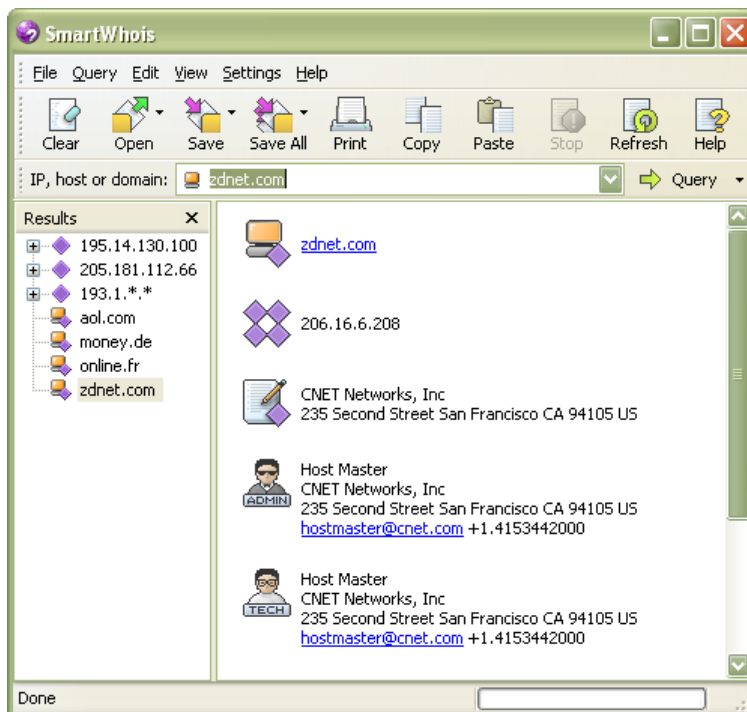 SmartWhois
File Query Edit View Settings Help
Clear Open Save Save All Print Copy Paste Stop Refresh Help
IP, host or domain: zdnet.com Query
Results
195.14.130.100
205.181.112.66
193.1.*.*
aol.com
money.de
online.fr
zdnet.com
zdnet.com
206.16.6.208
CNET Networks, Inc
235 Second Street San Francisco CA 94105 US
ADMIN
Host Master
CNET Networks, Inc
235 Second Street San Francisco CA 94105 US
hostmaster@cnet.com +1.4153442000
TECH
Host Master
CNET Networks, Inc
235 Second Street San Francisco CA 94105 US
hostmaster@cnet.com +1.4153442000
Done